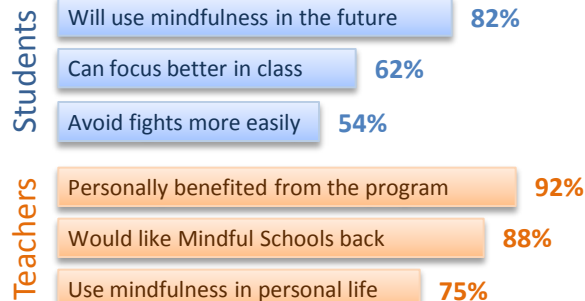 Students
Will use mindfulness in the future 82%
Can focus better in class 62%
Avoid fights more easily 54%
Teachers
Personally benefited from the program 92%
Would like Mindful Schools back 88%
Use mindfulness in personal life 75%